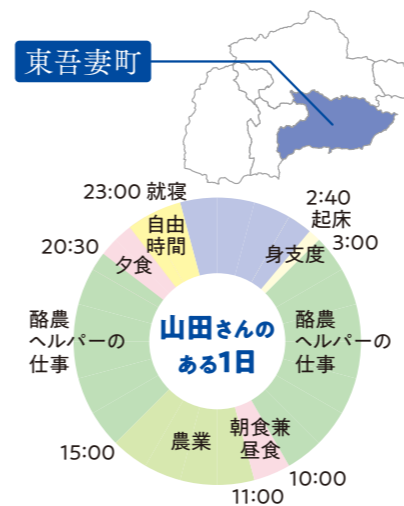 東吾妻町
23:00 就寝
2:40
起床
3:00
身支度
自由
時間
20:30
夕食
酪農
ヘルパーの
仕事
山田さんの
ある1日
酪農
ヘルパーの
仕事
15:00
農業
朝食兼
昼食
10:00
11:00